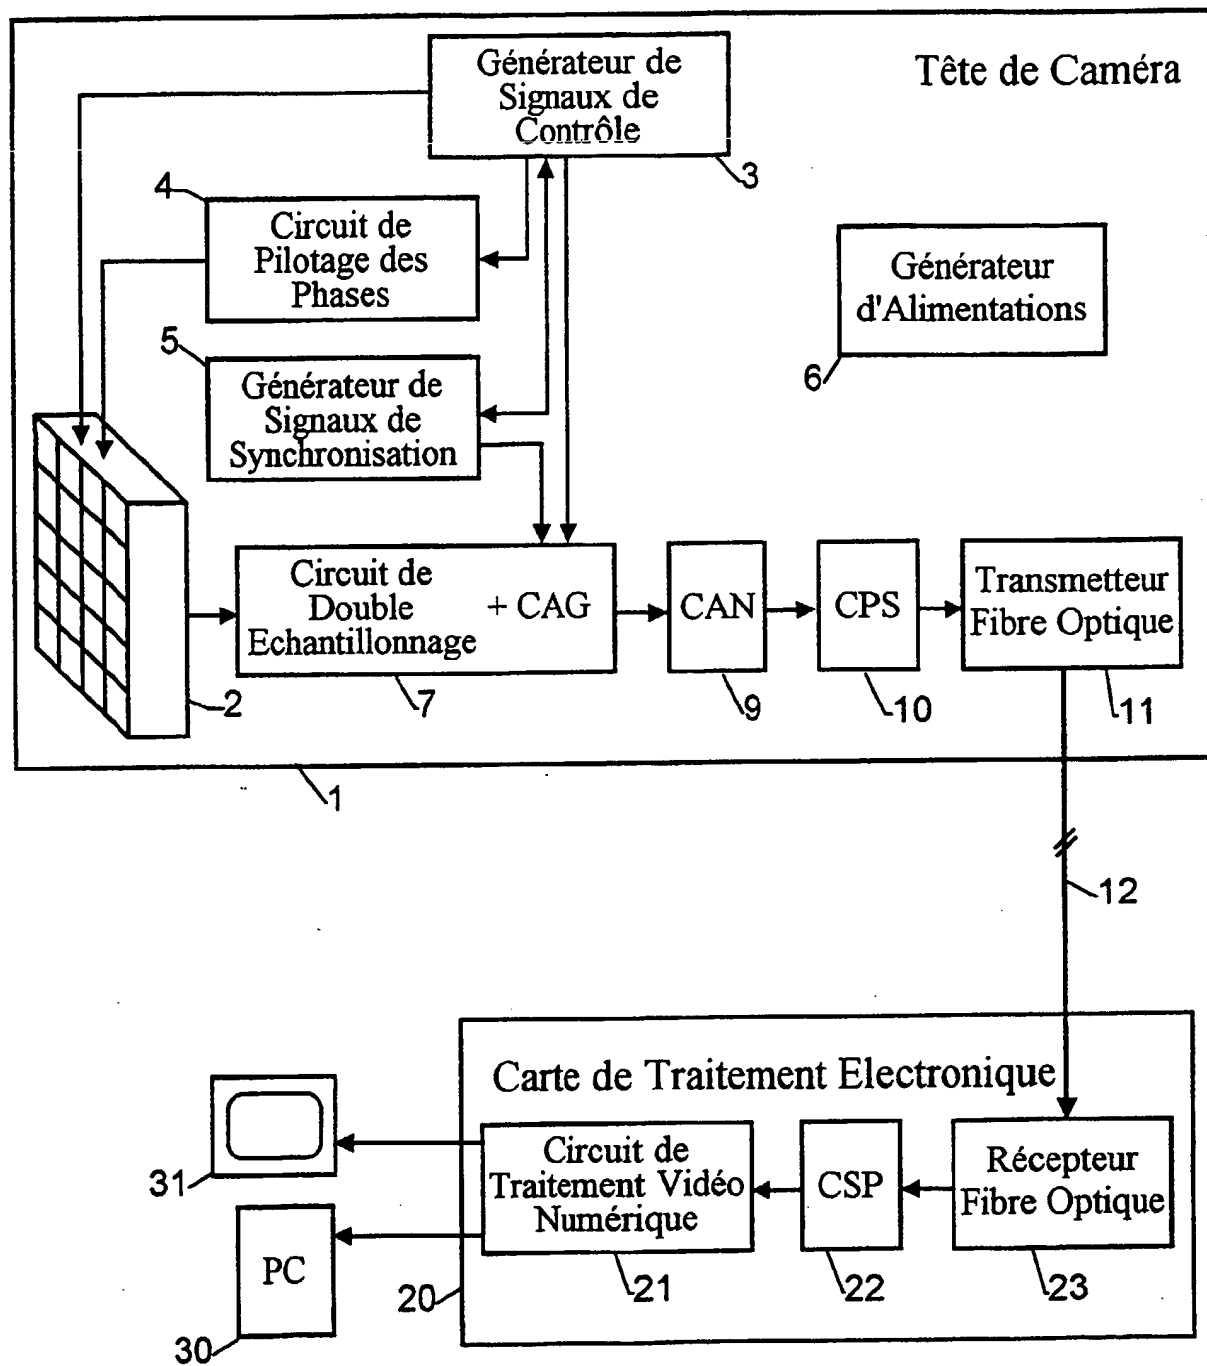 Tête de Caméra
Générateur de
Signaux de
Contrôle
3
4
Circuit de
Pilotage des
Phases
Générateur
d'Alimentations
6
5
Générateur de
Signaux de
Synchronisation
2
Circuit de
Double
Echantillonnage
+ CAG
7
CAN
9
CPS
10
Transmetteur
Fibre Optique
11
1
12
Carte de Traitement Electronique
31
Circuit de
Traitement Vidéo
Numérique
21
CSP
22
Récepteur
Fibre Optique
23
PC
20
30